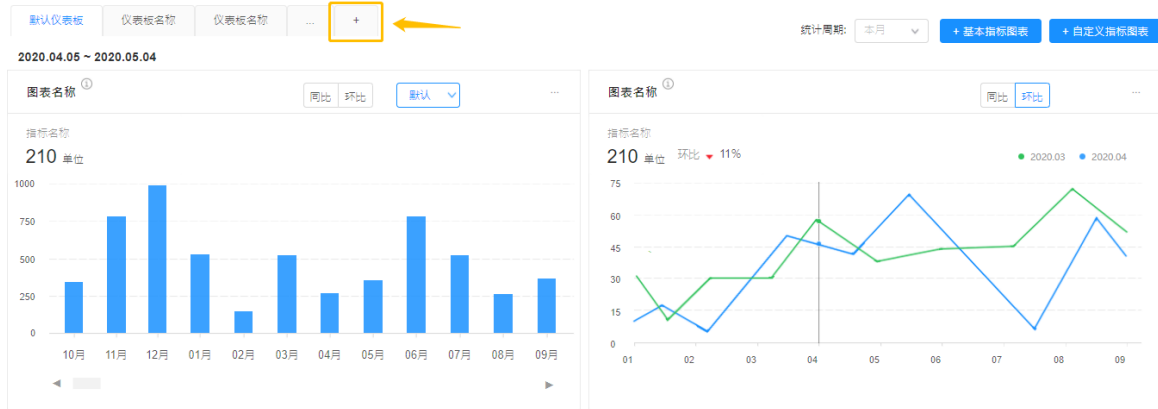 默认仪表板 仪表板名称 仪表板名称 ... +
统计周期: 本月 + 基本指标图表 + 自定义指标图表
2020.04.05 ~ 2020.05.04
图表名称 同比 环比 默认 ...
指标名称
210 单位
1000
750
500
250
0
10月 11月 12月 01月 02月 03月 04月 05月 06月 07月 08月 09月
图表名称 同比 环比 ...
指标名称
210 单位 环比 11%
2020.03 2020.04
75
60
45
30
15
0
01 02 03 04 05 06 07 08 09